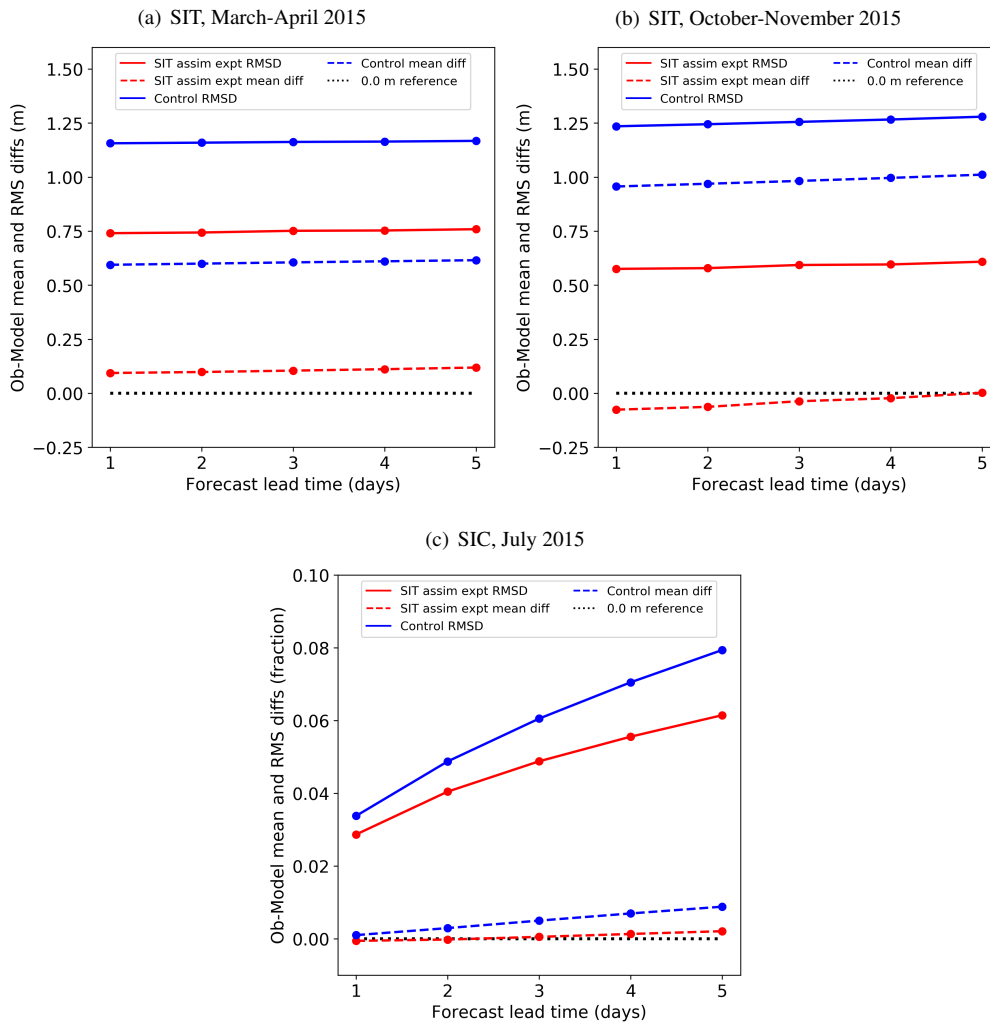 (a) SIT, March-April 2015
Ob-Model mean and RMS diffs (m)
1.50
1.25
1.00
0.75
0.50
0.25
0.00
−0.25
SIT assim expt RMSD
SIT assim expt mean diff
Control RMSD
Control mean diff
0.0 m reference
1 2 3 4 5
Forecast lead time (days)
(b) SIT, October-November 2015
Ob-Model mean and RMS diffs (m)
1.50
1.25
1.00
0.75
0.50
0.25
0.00
−0.25
SIT assim expt RMSD
SIT assim expt mean diff
Control RMSD
Control mean diff
0.0 m reference
1 2 3 4 5
Forecast lead time (days)
(c) SIC, July 2015
Ob-Model mean and RMS diffs (fraction)
0.10
0.08
0.06
0.04
0.02
0.00
SIT assim expt RMSD
SIT assim expt mean diff
Control RMSD
Control mean diff
0.0 m reference
1 2 3 4 5
Forecast lead time (days)